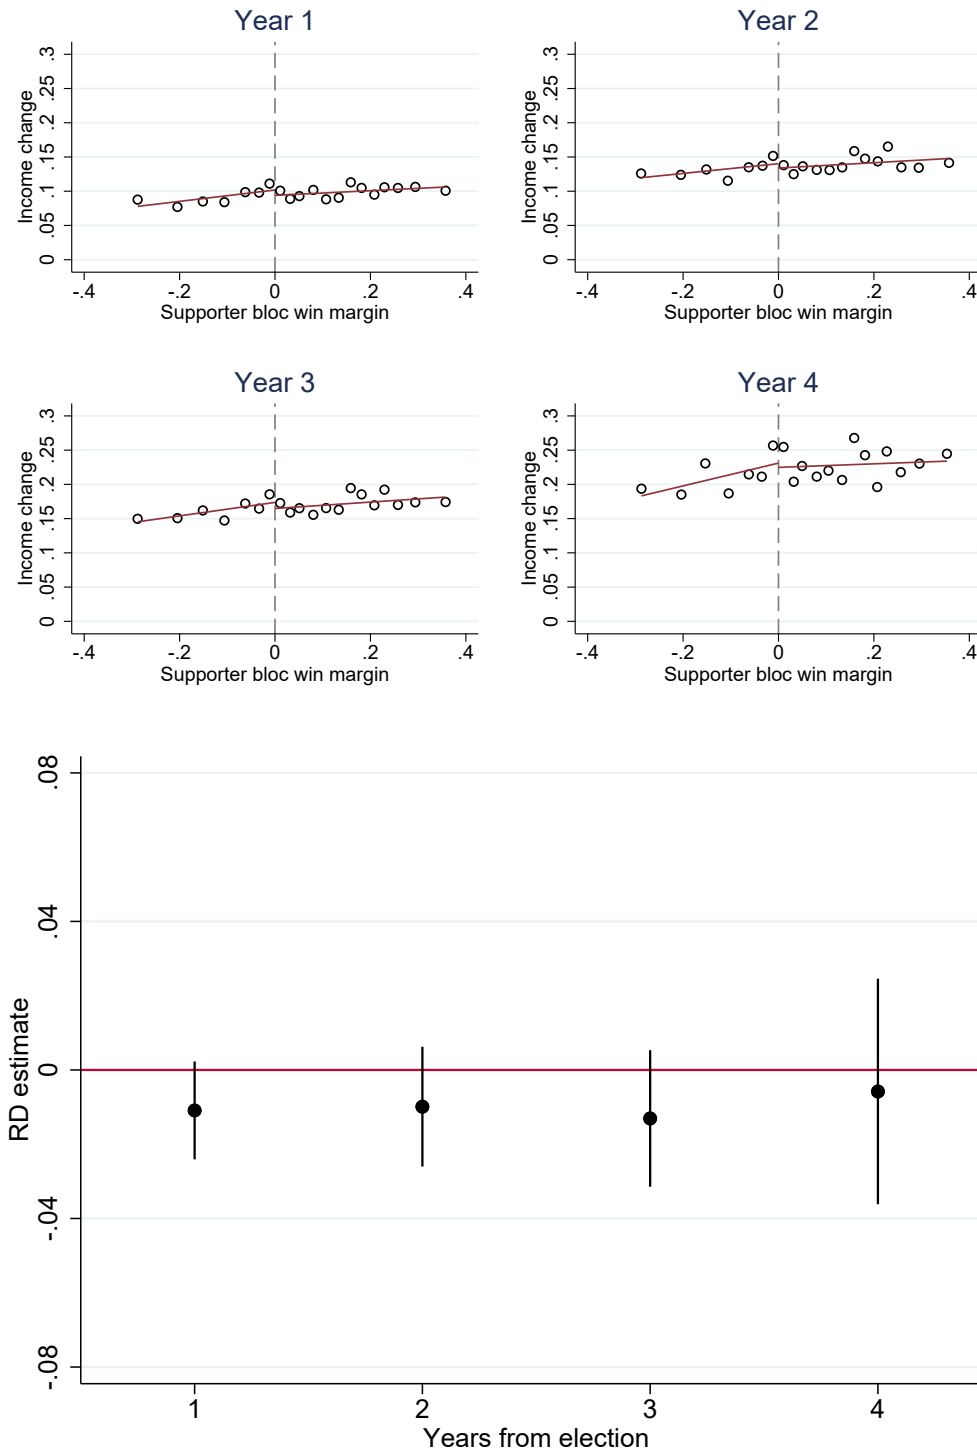 Year 1
Income change
.3
.25
.2
.15
.1
.05
0
-.4 -.2 0 .2 .4
Supporter bloc win margin
Year 2
Income change
.3
.25
.2
.15
.1
.05
0
-.4 -.2 0 .2 .4
Supporter bloc win margin
Year 3
Income change
.3
.25
.2
.15
.1
.05
0
-.4 -.2 0 .2 .4
Supporter bloc win margin
Year 4
Income change
.3
.25
.2
.15
.1
.05
0
-.4 -.2 0 .2 .4
Supporter bloc win margin
RD estimate
.08
.04
0
-.04
-.08
1 2 3 4
Years from election